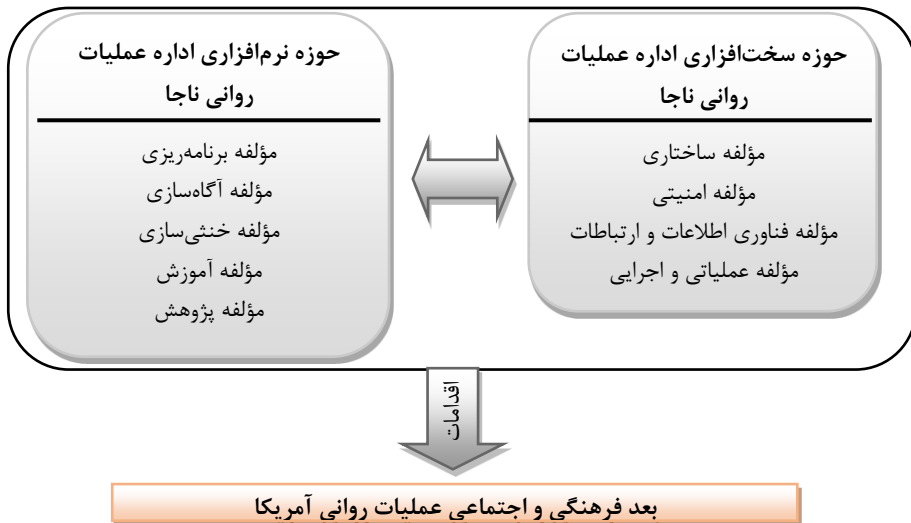 حوزه سخت‌افزاری اداره عملیات
روانی ناجا
مؤلفه ساختاری
مؤلفه امنیتی
مؤلفه فناوری اطلاعات و ارتباطات
مؤلفه عملیاتی و اجرایی
حوزه نرم‌افزاری اداره عملیات
روانی ناجا
مؤلفه برنامه‌ریزی
مؤلفه آگاه‌سازی
مؤلفه خنثی‌سازی
مؤلفه آموزش
مؤلفه پژوهش
اقدامات
بعد فرهنگی و اجتماعی عملیات روانی آمریکا